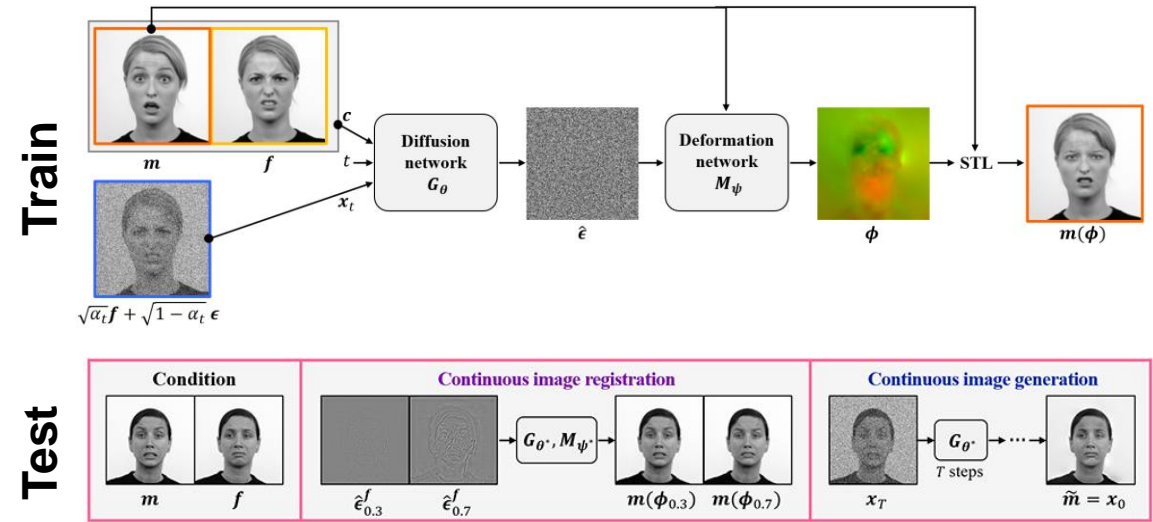 Train
m
f
c
t
x_t
√α_t f + √1 − α_t ϵ
Diffusion
network
G_θ
ϵ̂
Deformation
network
M_ψ
ϕ
STL
m(ϕ)
Test
Condition
m
f
Continuous image registration
ϵ̂^f_0.3
ϵ̂^f_0.7
G_θ*, M_ψ*
m(ϕ_0.3)
m(ϕ_0.7)
Continuous image generation
x_T
G_θ*
T steps
...
m̃ = x_0